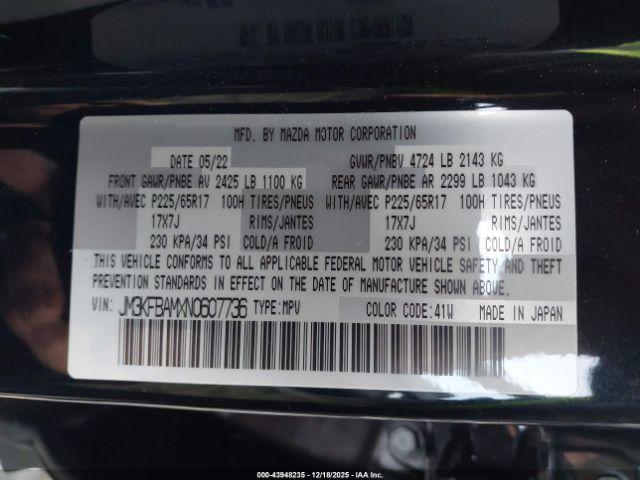 MFD. BY MAZDA MOTOR CORPORATION
DATE 05/22 GVWR/PNBV 4724 LB 2143 KG
FRONT GAWR/PNBE AV 2425 LB 1100 KG REAR GAWR/PNBE AR 2299 LB 1043 KG
WITH/AVEC P225/65R17 100H TIRES/PNEUS WITH/AVEC P225/65R17 100H TIRES/PNEUS
17X7J RIMS/JANTES 17X7J RIMS/JANTES
230 KPA/34 PSI COLD/A FROID 230 KPA/34 PSI COLD/A FROID
THIS VEHICLE CONFORMS TO ALL APPLICABLE FEDERAL MOTOR VEHICLE SAFETY AND THEFT
PREVENTION STANDARDS IN EFFECT ON THE DATE OF MANUFACTURE SHOWN ABOVE.
VIN: JM3KFBAMXN0607736 TYPE:MPV COLOR CODE:41W MADE IN JAPAN
000-43948235 - 12/18/2025 - IAA Inc.